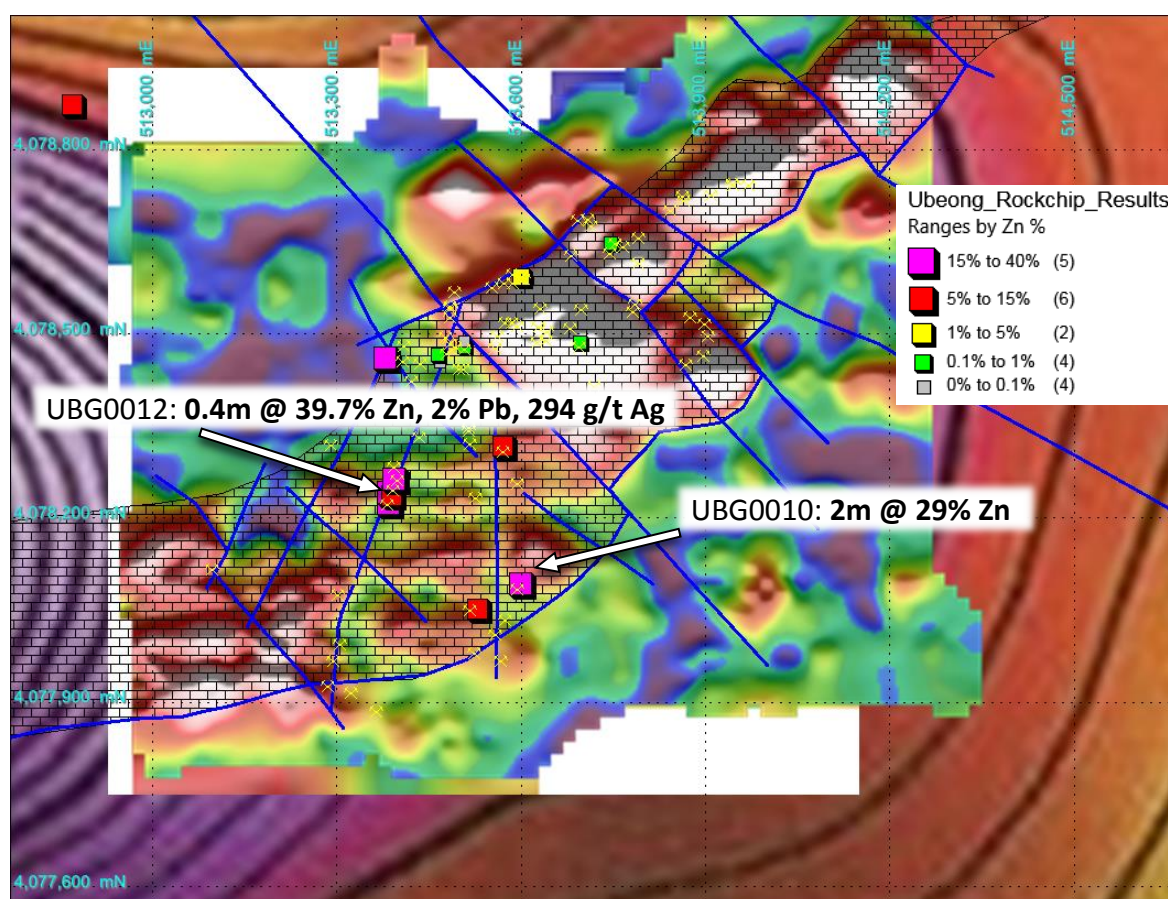 513,000 mE
513,300 mE
513,600 mE
513,900 mE
514,200 mE
514,500 mE
4,078,800 mN
Ubeong_Rockchip_Results
Ranges by Zn %
15% to 40% (5)
5% to 15% (6)
1% to 5% (2)
0.1% to 1% (4)
0% to 0.1% (4)
4,078,500 mN
UBG0012: 0.4m @ 39.7% Zn, 2% Pb, 294 g/t Ag
4,078,200 mN
UBG0010: 2m @ 29% Zn
4,077,900 mN
4,077,600 mN